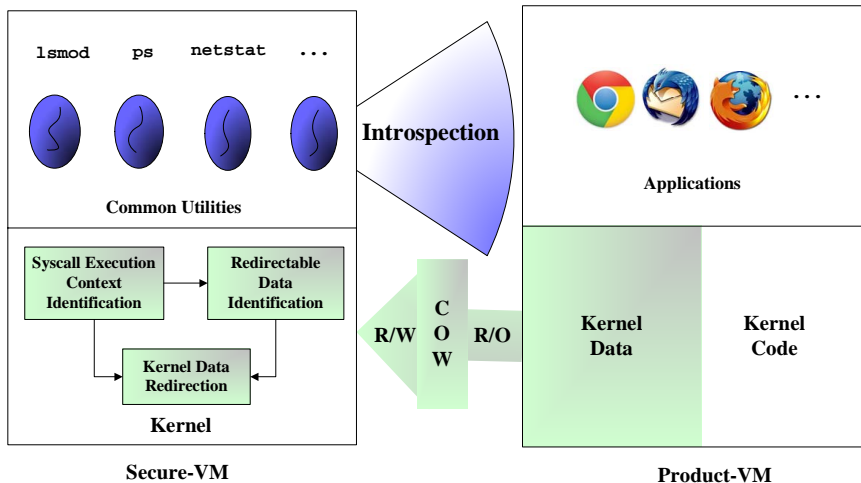 lsmod ps netstat ...
Introspection
Common Utilities
...
Applications
Syscall Execution
Context
Identification
Redirectable
Data
Identification
Kernel Data
Redirection
Kernel
R/W
C
O
W
R/O
Kernel
Data
Kernel
Code
Secure-VM
Product-VM